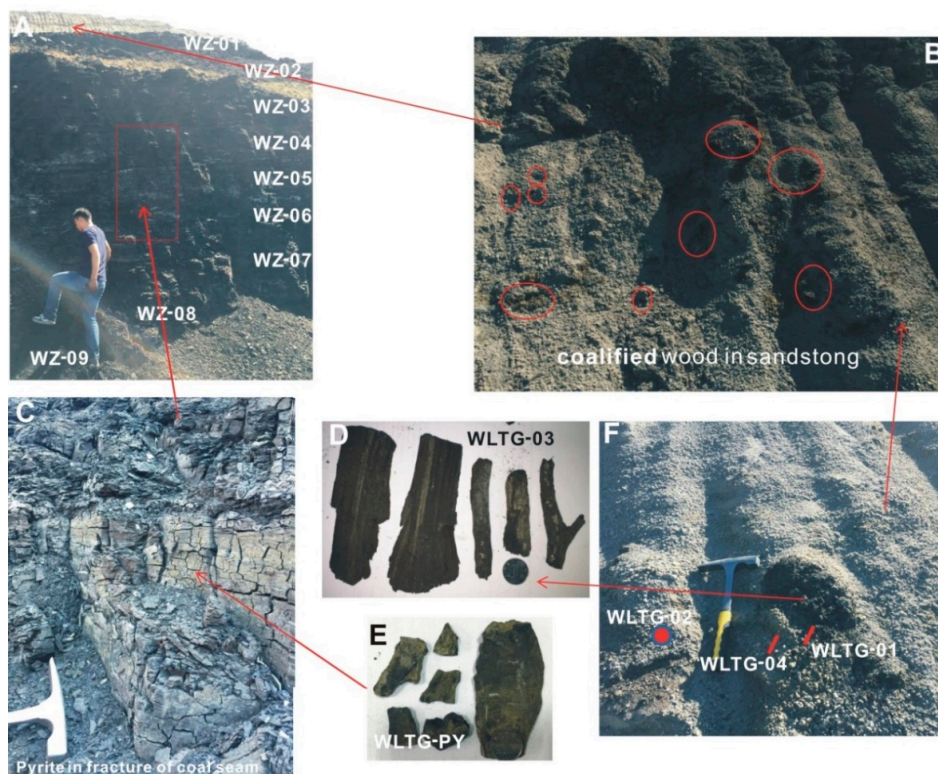 A
WZ-01
WZ-02
WZ-03
WZ-04
WZ-05
WZ-06
WZ-07
WZ-08
WZ-09
B
coalified wood in sandstong
C
Pyrite in fracture of coal seam
D
WLTG-03
E
WLTG-PY
F
WLTG-02
WLTG-04
WLTG-01